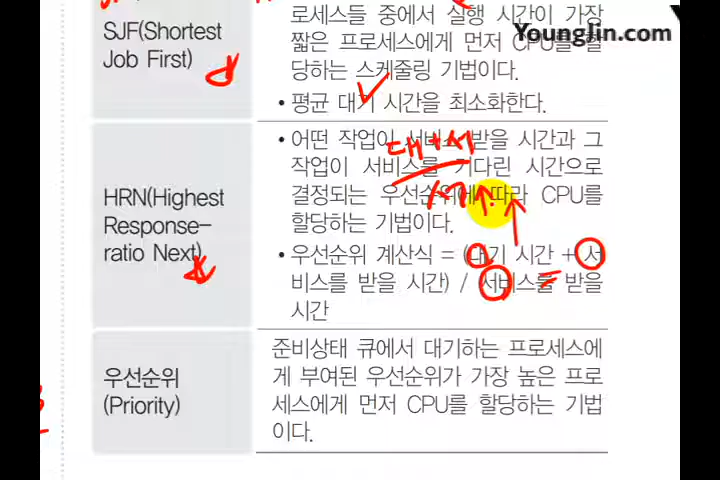 로세스들 중에서 실행 시간이 가장
Younglin.com
SJF(Shortest
Job First)
짧은 프로세스에게 먼저 CPU를 할
당하는 스케줄링 기법이다.
• 평균 대기 시간을 최소화한다.
HRN(Highest
Response-
ratio Next)
• 어떤 작업이 서비스 받을 시간과 그
작업이 서비스를 기다린 시간으로
결정되는 우선순위에 따라 CPU를
할당하는 기법이다.
• 우선순위 계산식 = (대기 시간 + 서
비스를 받을 시간) / 서비스를 받을
시간
대+서
서
우선순위
(Priority)
준비상태 큐에서 대기하는 프로세스에
게 부여된 우선순위가 가장 높은 프로
세스에게 먼저 CPU를 할당하는 기법
이다.